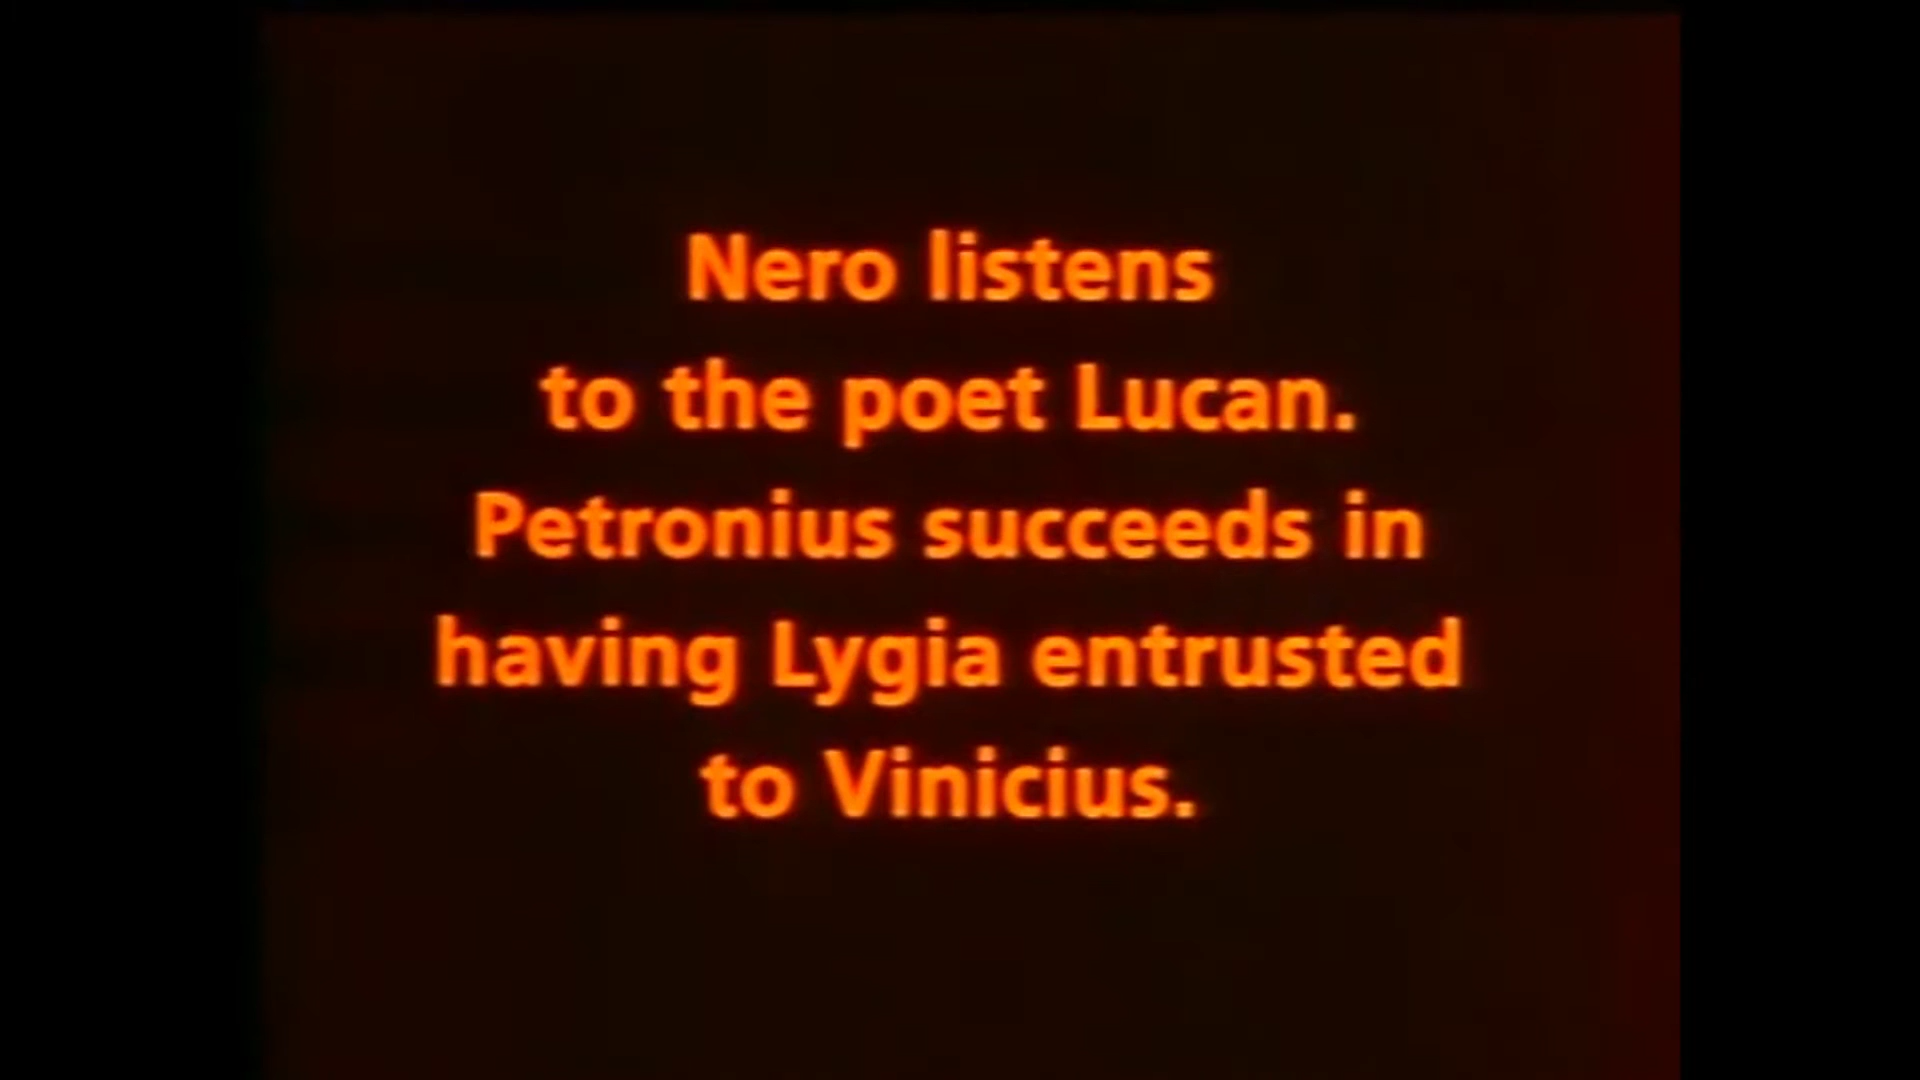 Nero listens
to the poet Lucan.
Petronius succeeds in
having Lygia entrusted
to Vinicius.